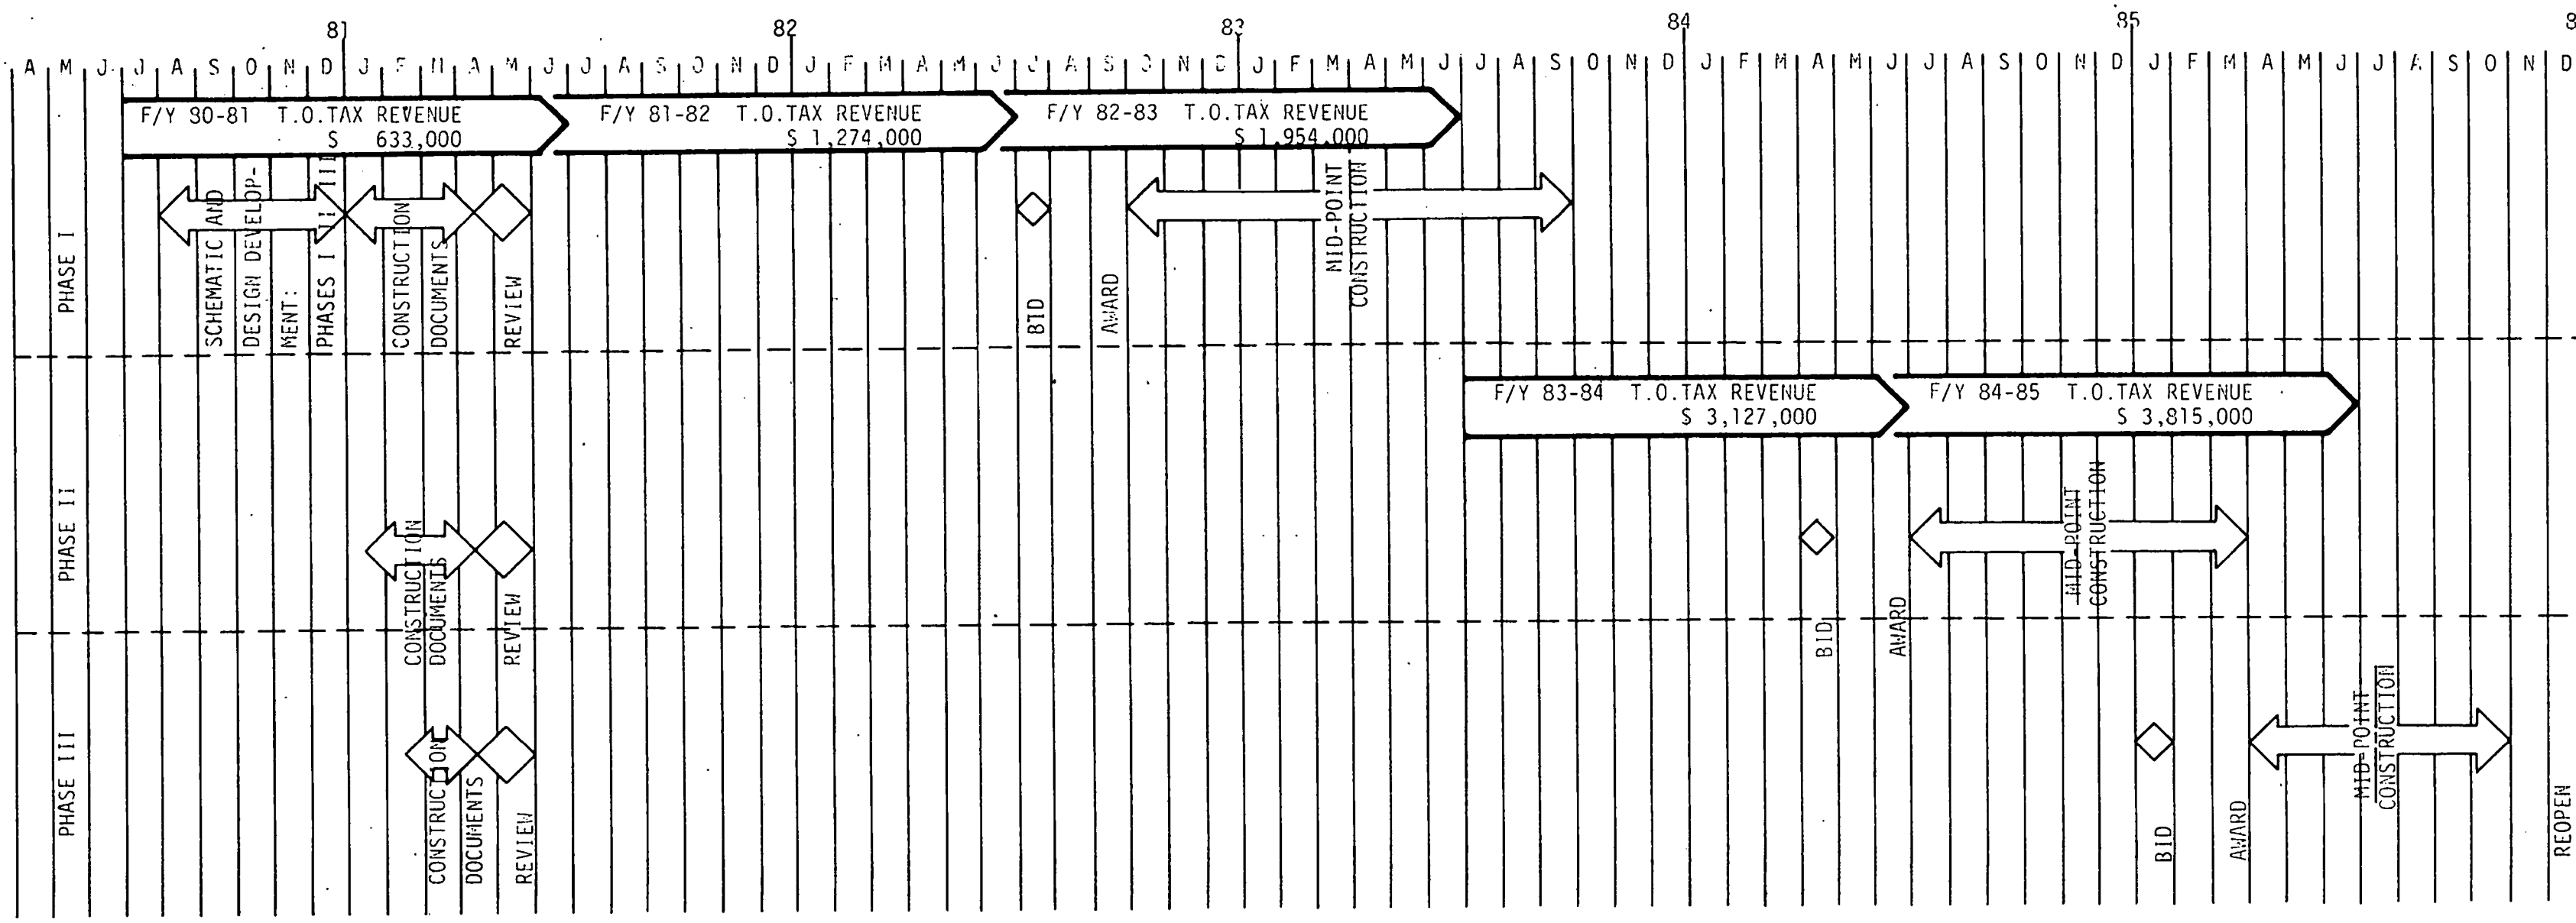 81 82 83 84 85
A M J J A S O N D J F M A M J J A S O N D J F M A M J J A S O N D J F M A M J J A S O N D J F M A M J J A S O N D J F M A M J J A S O N D
F/Y 80-81 T.O.TAX REVENUE
$ 633,000
F/Y 81-82 T.O.TAX REVENUE
$ 1,274,000
F/Y 82-83 T.O.TAX REVENUE
$ 1,954,000
PHASE I
SCHEMATIC AND
DESIGN DEVELOP-
MENT:
PHASES I II III
CONSTRUCTION
DOCUMENTS
REVIEW
BID
AWARD
MID-POINT
CONSTRUCTION
F/Y 83-84 T.O.TAX REVENUE
$ 3,127,000
F/Y 84-85 T.O.TAX REVENUE
$ 3,815,000
PHASE II
CONSTRUCTION
DOCUMENTS
REVIEW
BID
AWARD
MID-POINT
CONSTRUCTION
PHASE III
CONSTRUCTION
DOCUMENTS
REVIEW
BID
AWARD
MID-POINT
CONSTRUCTION
REOPEN